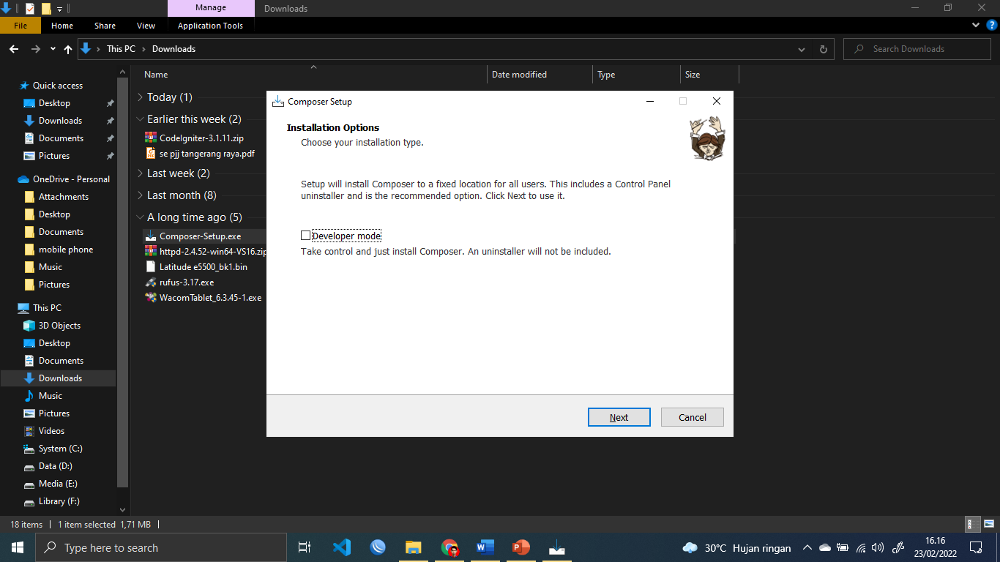 Manage
Downloads
File
Home
Share
View
Application Tools
This PC
Downloads
Search Downloads
Name
Date modified
Type
Size
Quick access
Desktop
Downloads
Documents
Pictures
OneDrive - Personal
Attachments
Desktop
Documents
mobile phone
Music
Pictures
This PC
3D Objects
Desktop
Documents
Downloads
Music
Pictures
Videos
System (C:)
Data (D:)
Media (E:)
Library (F:)
Today (1)
Earlier this week (2)
CodeIgniter-3.1.11.zip
se pjj tangerang raya.pdf
Last week (2)
Last month (8)
A long time ago (5)
Composer-Setup.exe
httpd-2.4.52-win64-VS16.zip
Latitude e5500_bk1.bin
rufus-3.17.exe
WacomTablet_6.3.45-1.exe
Composer Setup
Installation Options
Choose your installation type.
Setup will install Composer to a fixed location for all users. This includes a Control Panel
uninstaller and is the recommended option. Click Next to use it.
Developer mode
Take control and just install Composer. An uninstaller will not be included.
Next
Cancel
18 items
1 item selected 1,71 MB
Type here to search
30°C Hujan ringan
16.16
23/02/2022